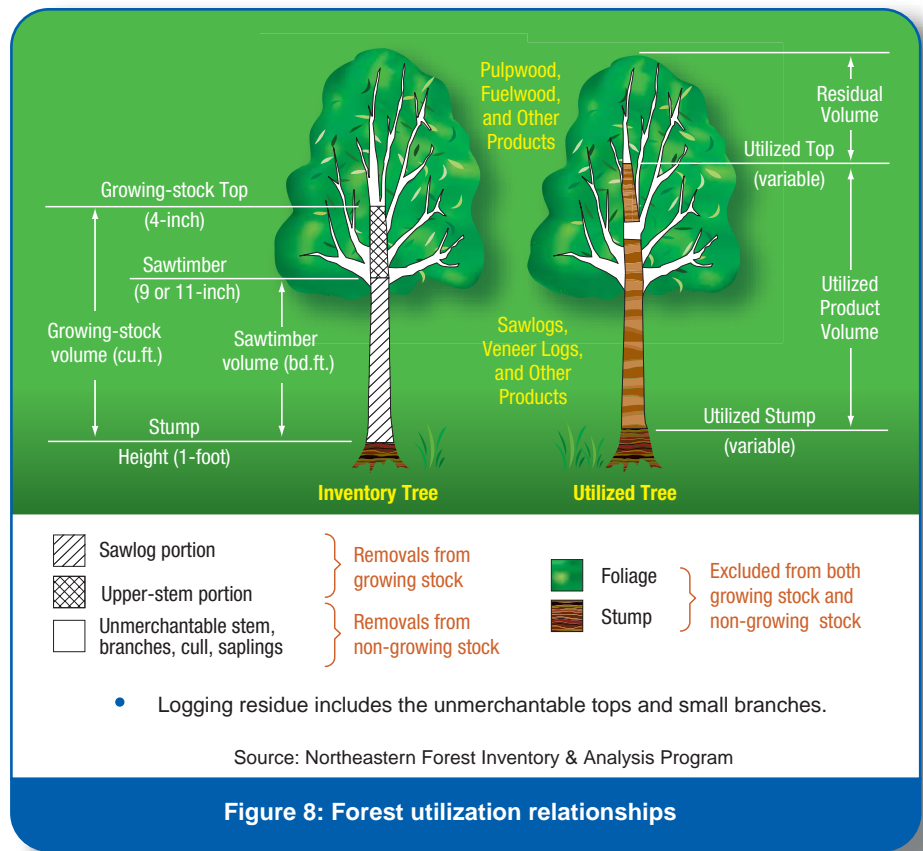 Pulpwood,
Fuelwood,
and Other
Products
Residual
Volume
Utilized Top
(variable)
Growing-stock Top
(4-inch)
Sawtimber
(9 or 11-inch)
Growing-stock
volume (cu.ft.)
Sawtimber
volume (bd.ft.)
Utilized
Product
Volume
Sawlogs,
Veneer Logs,
and Other
Products
Stump
Height (1-foot)
Utilized Stump
(variable)
Inventory Tree
Utilized Tree
Sawlog portion
Upper-stem portion
Removals from
growing stock
Unmerchantable stem,
branches, cull, saplings
Removals from
non-growing stock
Foliage
Stump
Excluded from both
growing stock and
non-growing stock
• Logging residue includes the unmerchantable tops and small branches.
Source: Northeastern Forest Inventory & Analysis Program
Figure 8: Forest utilization relationships